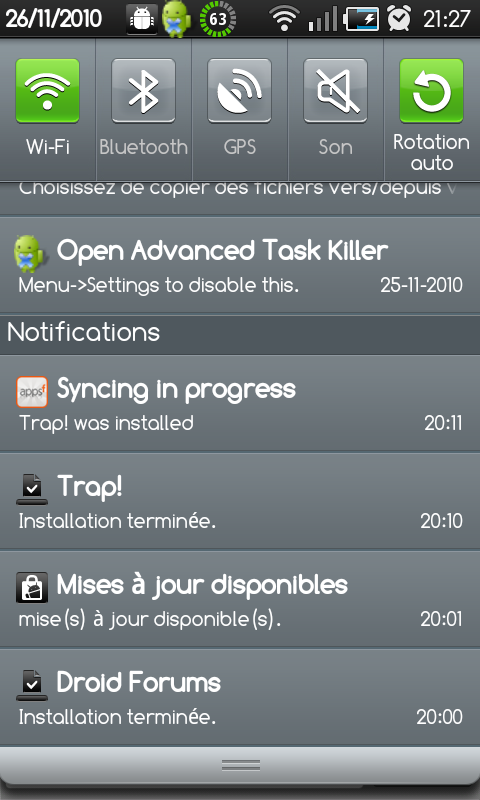 26/11/2010 63 21:27
Wi-Fi Bluetooth GPS Son Rotation
auto
Choisissez de copier des fichiers vers/depuis
Open Advanced Task Killer
Menu->Settings to disable this. 25-11-2010
Notifications
appsf Syncing in progress
Trap! was installed 20:11
Trap!
Installation terminée. 20:10
Mises à jour disponibles
mise(s) à jour disponible(s). 20:01
Droid Forums
Installation terminée. 20:00